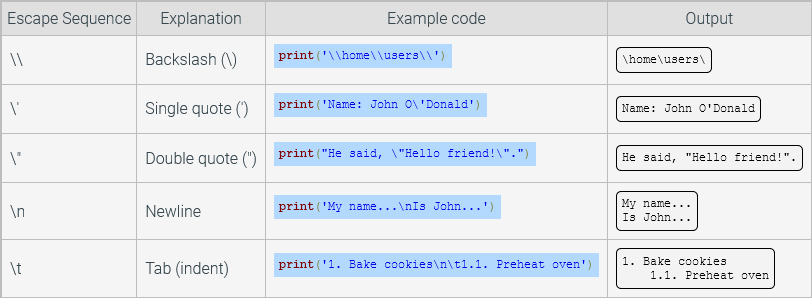 Escape Sequence Explanation Example code Output
\\ Backslash (\) print('\\home\\users\\') \home\users\
\' Single quote (') print('Name: John O\'Donald') Name: John O'Donald
\" Double quote (") print("He said, \"Hello friend!\".") He said, "Hello friend!".
\n Newline print('My name...\nIs John...') My name...
Is John...
\t Tab (indent) print('1. Bake cookies\n\t1.1. Preheat oven') 1. Bake cookies
1.1. Preheat oven